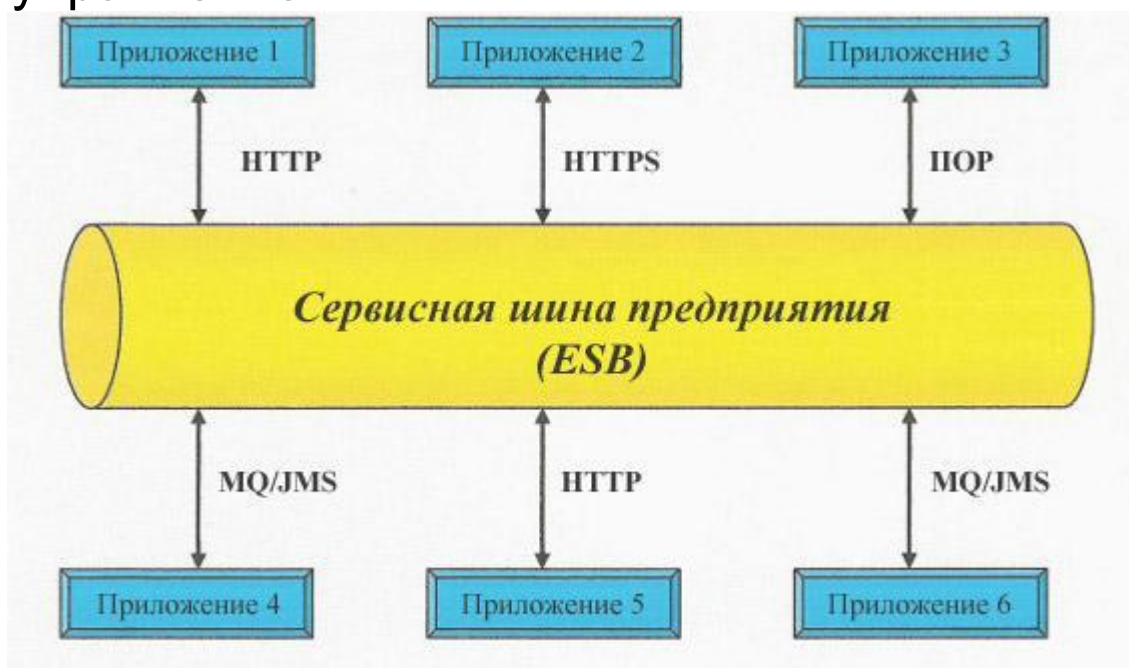 Приложение 1
Приложение 2
Приложение 3
HTTP
HTTPS
IIOP
Сервисная шина предприятия
(ESB)
MQ/JMS
HTTP
MQ/JMS
Приложение 4
Приложение 5
Приложение 6